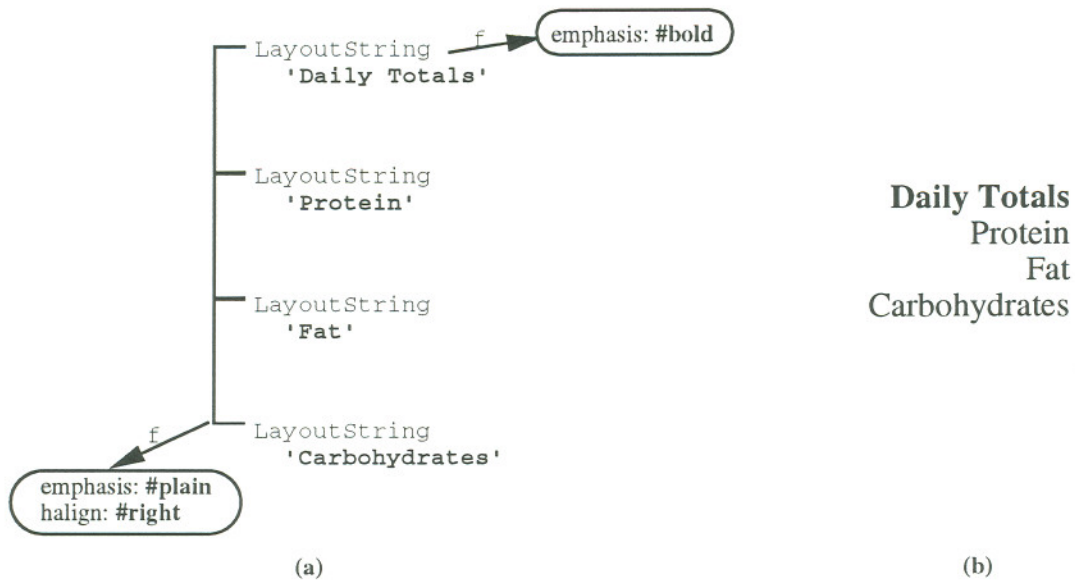 LayoutString
'Daily Totals'
f
emphasis: #bold
LayoutString
'Protein'
LayoutString
'Fat'
LayoutString
'Carbohydrates'
f
emphasis: #plain
halign: #right
(a)
Daily Totals
Protein
Fat
Carbohydrates
(b)